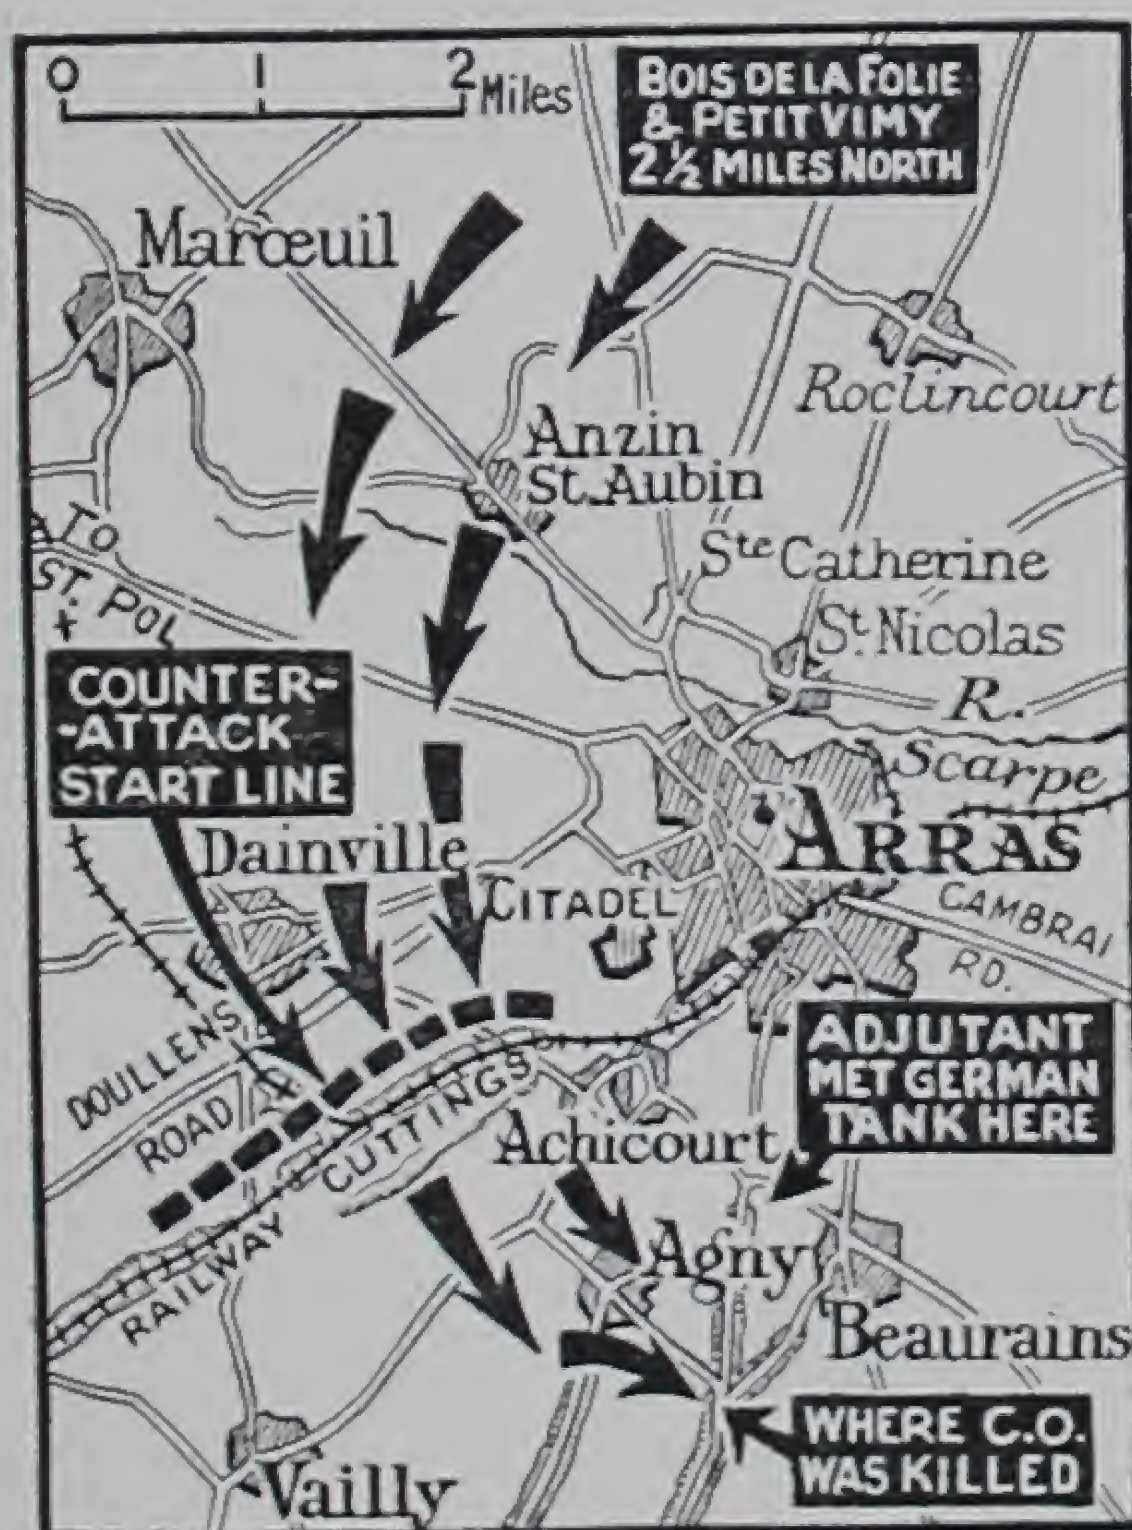 0 1 2 Miles
BOIS DE LA FOLIE
& PETIT VIMY
2½ MILES NORTH
Marœuil
Roclincourt
Anzin
St. Aubin
TO
ST. POL
Ste Catherine
St. Nicolas
R.
Scarpe
COUNTER-
-ATTACK
START LINE
Dainville
ARRAS
CITADEL
CAMBRAI
RD.
DOULLENS
ROAD
CUTTINGS
RAILWAY
ADJUTANT
MET GERMAN
TANK HERE
Achicourt
Agny
Beaurains
WHERE C.O.
WAS KILLED
Vailly